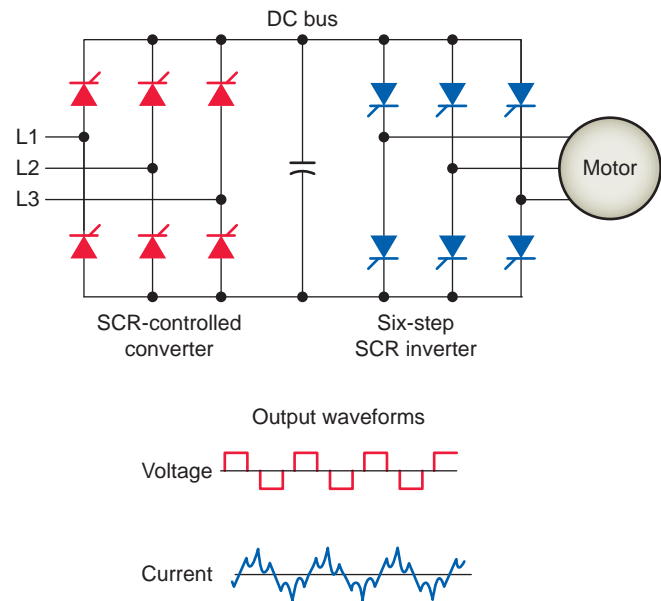 DC bus
L1
L2
L3
Motor
SCR-controlled
converter
Six-step
SCR inverter
Output waveforms
Voltage
Current